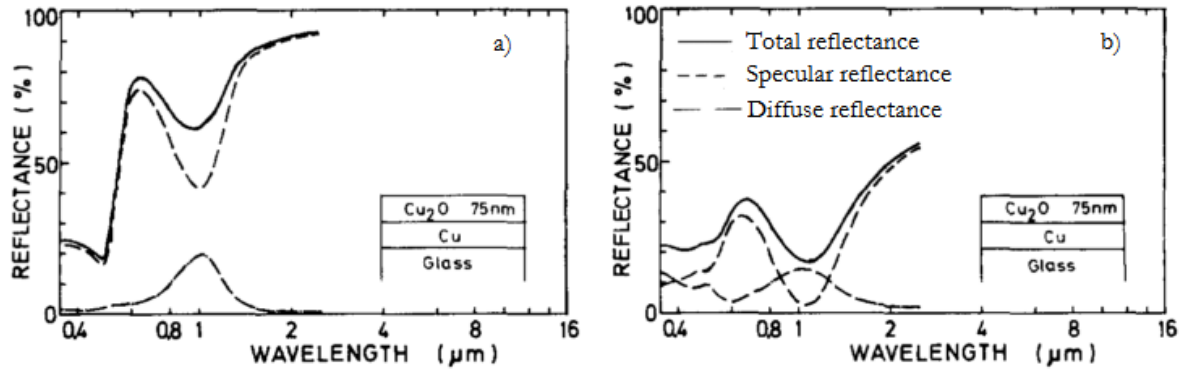 100
50
0
REFLECTANCE (%)
a)
Cu₂O 75nm
Cu
Glass
0.4 0.8 1 2 4 8 16
WAVELENGTH (μm)
100
50
0
REFLECTANCE (%)
b)
Total reflectance
Specular reflectance
Diffuse reflectance
Cu₂O 75nm
Cu
Glass
0.4 0.8 1 2 4 8 16
WAVELENGTH (μm)